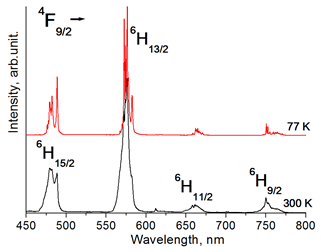 ⁴F₉/₂ →
⁶H₁₃/₂
77 K
⁶H₁₅/₂
⁶H₁₁/₂
⁶H₉/₂
300 K
Intensity, arb.unit.
450 500 550 600 650 700 750 800
Wavelength, nm